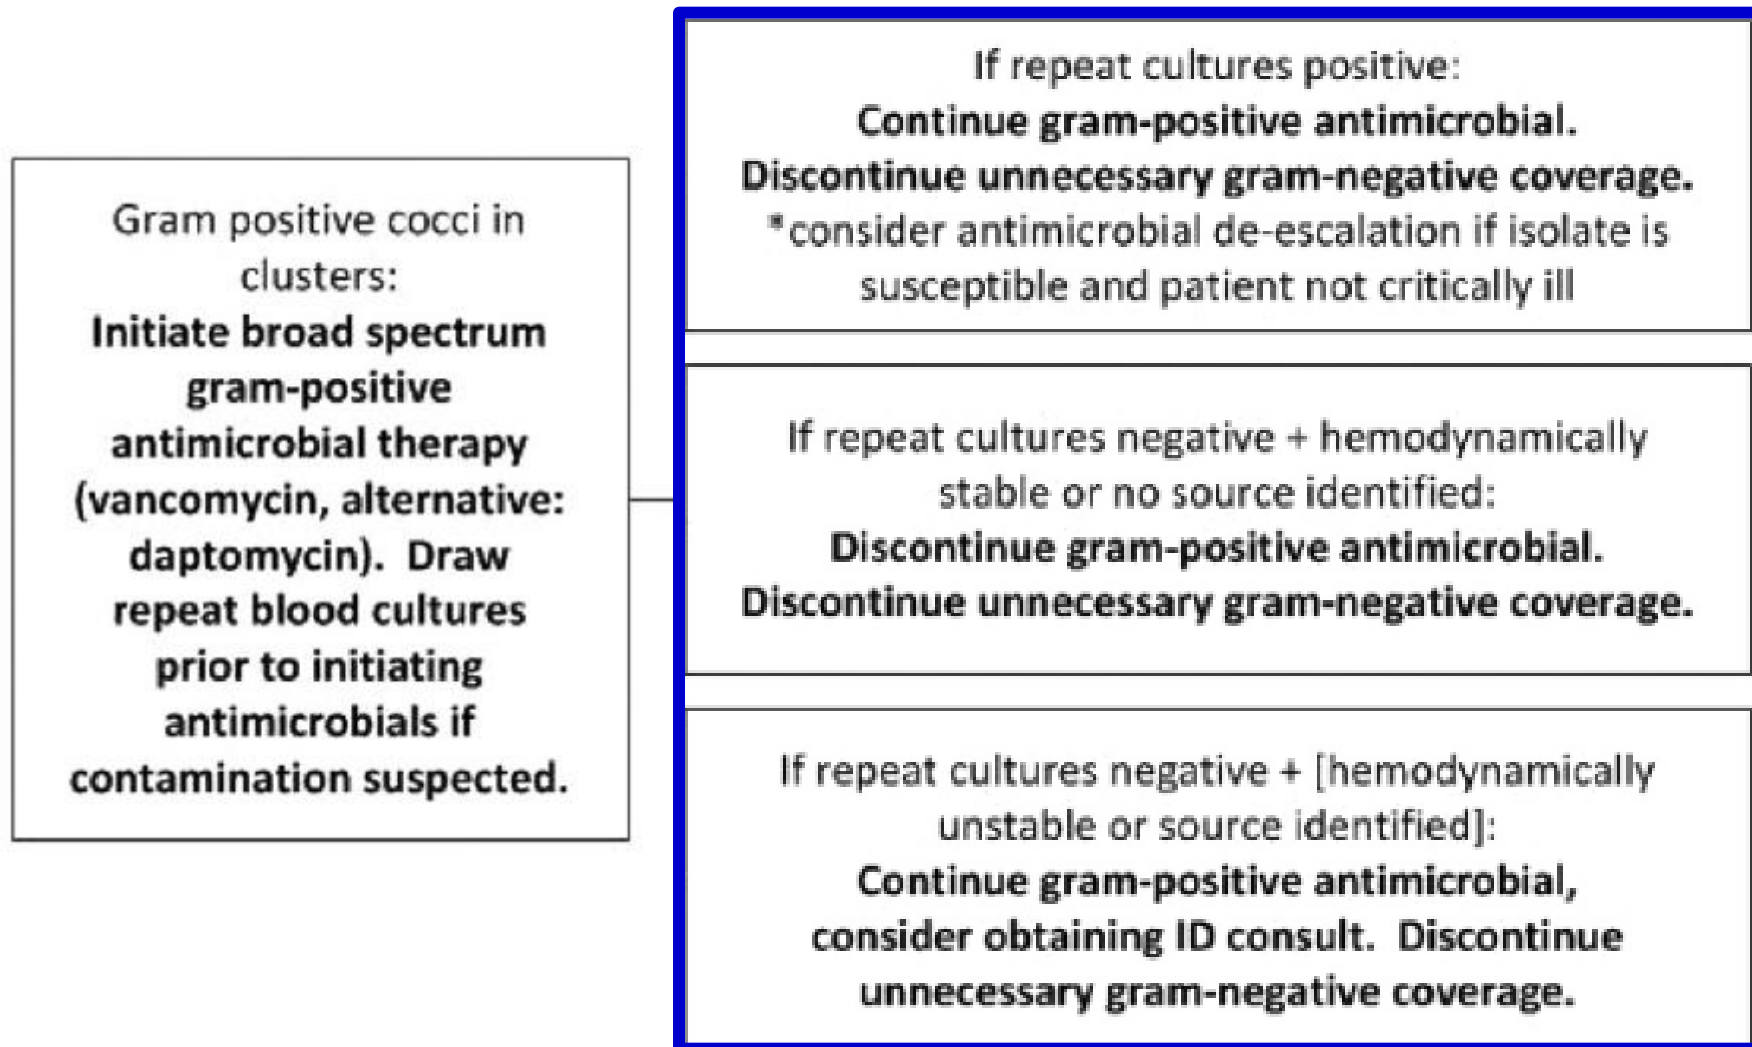 Gram positive cocci in
clusters:
Initiate broad spectrum
gram-positive
antimicrobial therapy
(vancomycin, alternative:
daptomycin).  Draw
repeat blood cultures
prior to initiating
antimicrobials if
contamination suspected.
If repeat cultures positive:
Continue gram-positive antimicrobial.
Discontinue unnecessary gram-negative coverage.
*consider antimicrobial de-escalation if isolate is
susceptible and patient not critically ill
If repeat cultures negative + hemodynamically
stable or no source identified:
Discontinue gram-positive antimicrobial.
Discontinue unnecessary gram-negative coverage.
If repeat cultures negative + [hemodynamically
unstable or source identified]:
Continue gram-positive antimicrobial,
consider obtaining ID consult.  Discontinue
unnecessary gram-negative coverage.